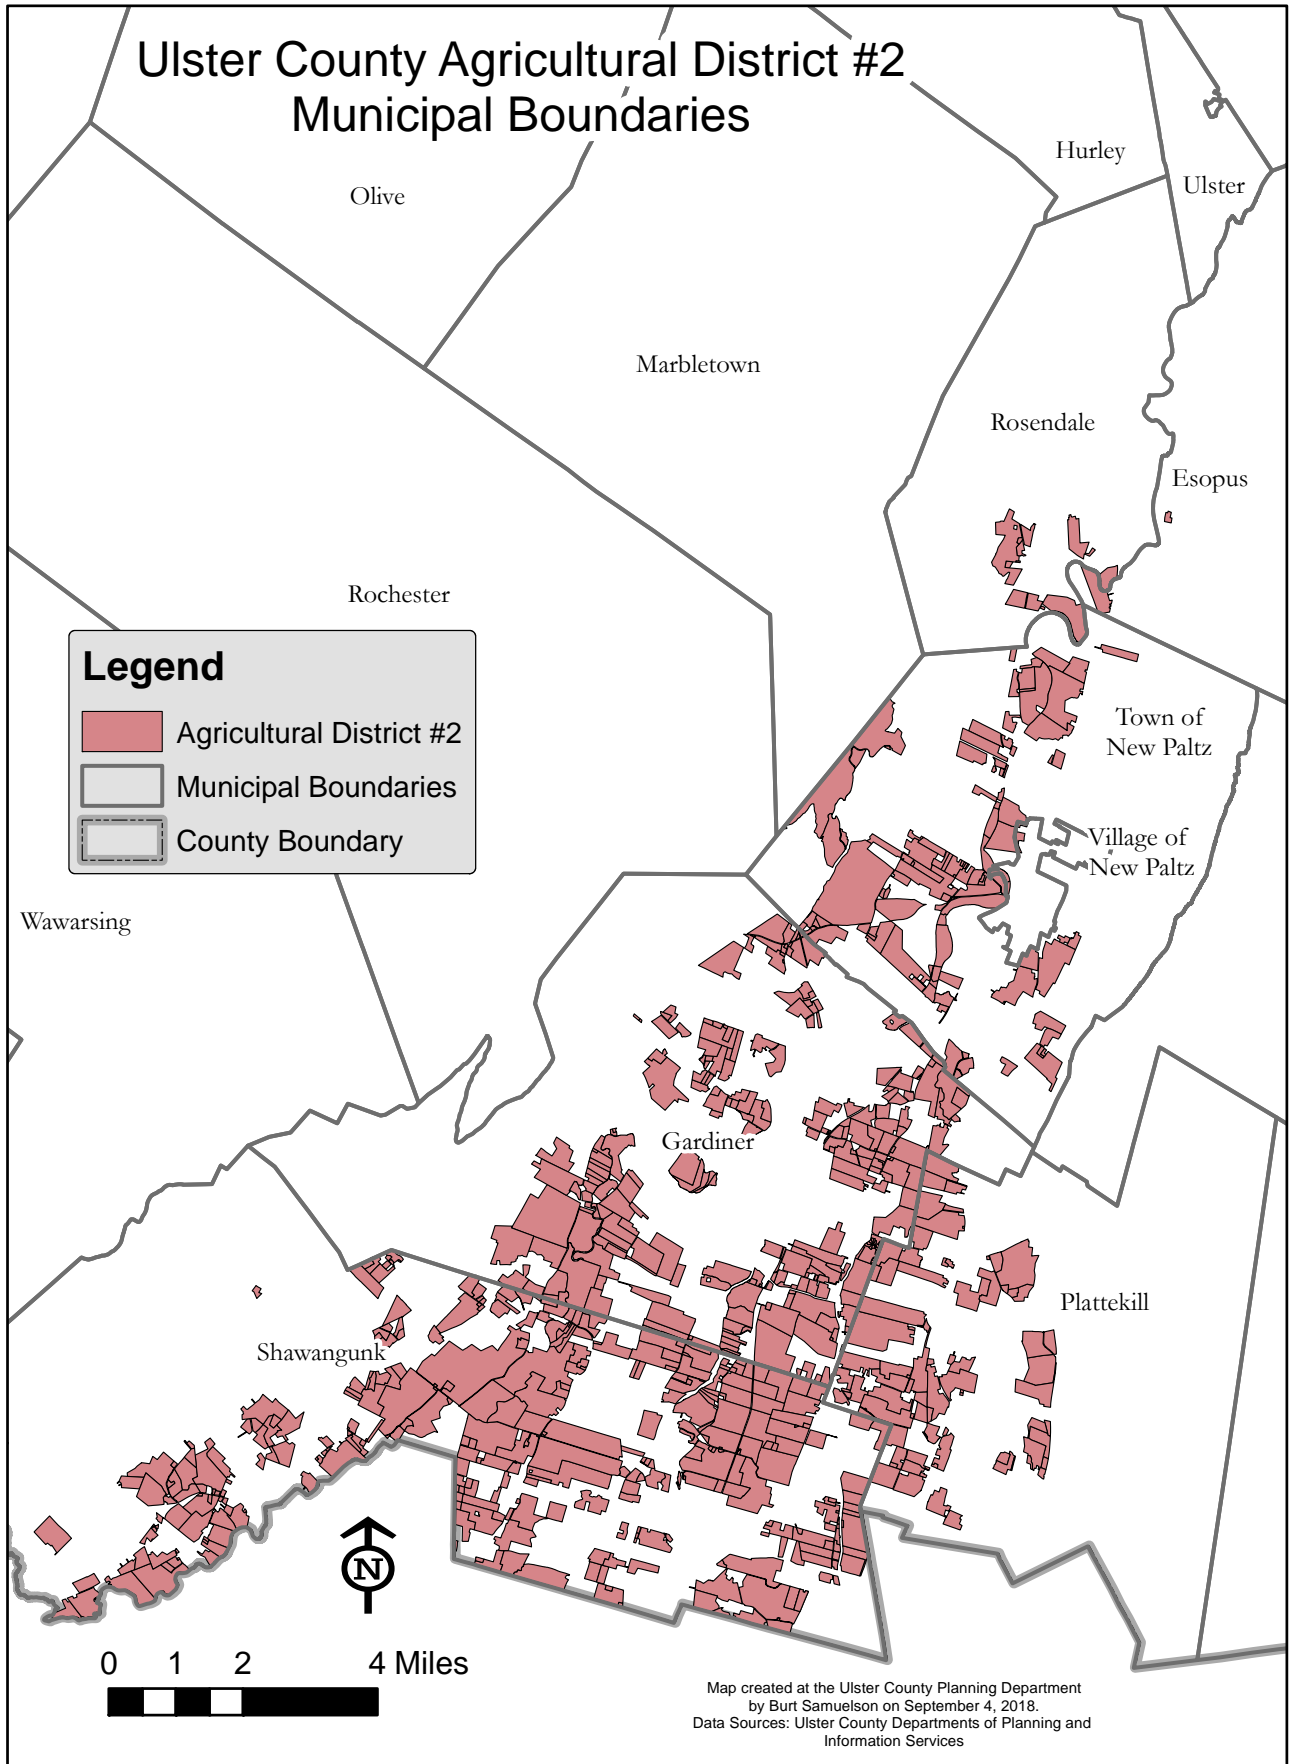 Ulster County Agricultural District #2
Municipal Boundaries
Hurley
Ulster
Olive
Marbletown
Rosendale
Esopus
Rochester
Legend
Agricultural District #2
Municipal Boundaries
County Boundary
Town of
New Paltz
Village of
New Paltz
Wawarsing
Gardiner
Plattekill
Shawangunk
N
0 1 2 4 Miles
Map created at the Ulster County Planning Department
by Burt Samuelson on September 4, 2018.
Data Sources: Ulster County Departments of Planning and
Information Services